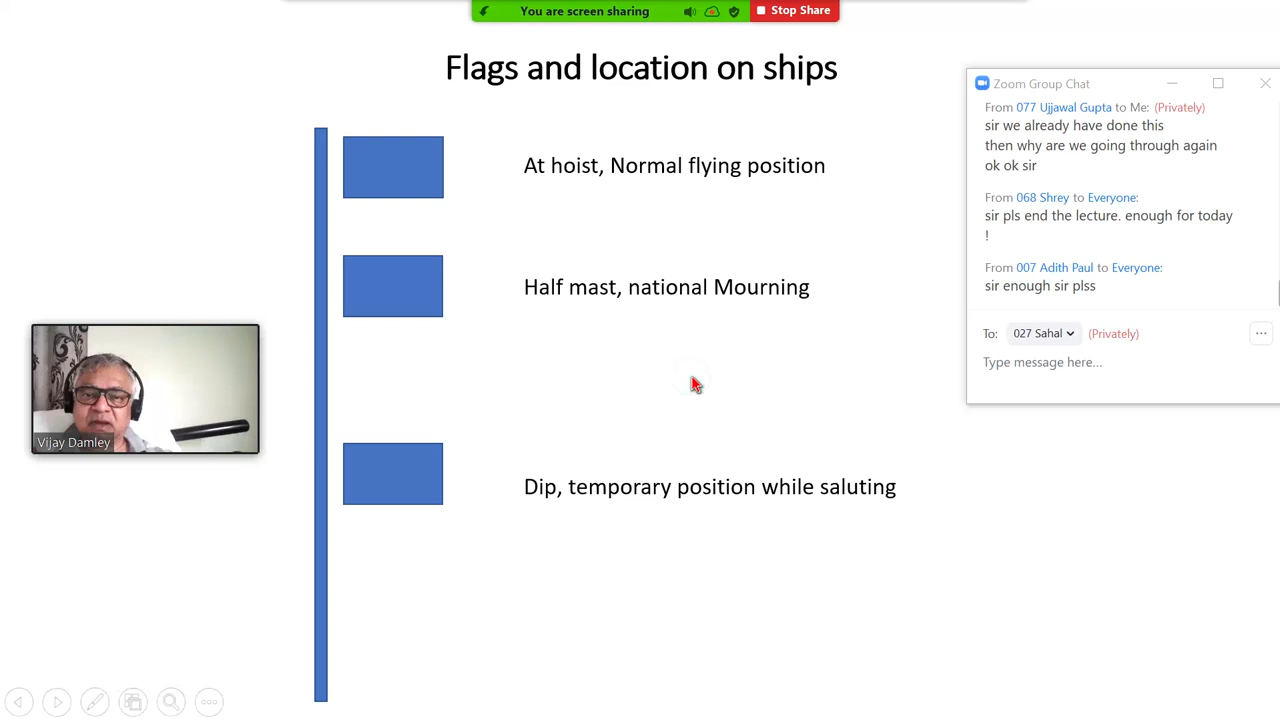 You are screen sharing
Stop Share
Flags and location on ships
At hoist, Normal flying position
Half mast, national Mourning
Dip, temporary position while saluting
Vijay Damley
Zoom Group Chat
From 077 Ujjawal Gupta to Me: (Privately)
sir we already have done this
then why are we going through again
ok ok sir
From 068 Shrey to Everyone:
sir pls end the lecture. enough for today
!
From 007 Adith Paul to Everyone:
sir enough sir plss
To: 027 Sahal (Privately)
Type message here...